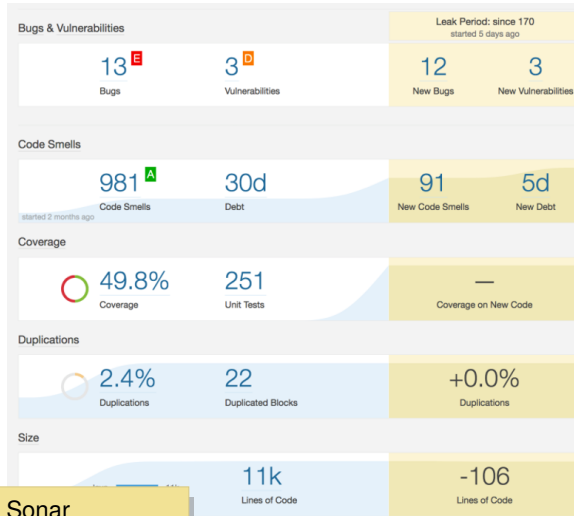 Bugs & Vulnerabilities
Leak Period: since 170
started 5 days ago
13 E
Bugs
3 D
Vulnerabilities
12
New Bugs
3
New Vulnerabilities
Code Smells
981 A
Code Smells
30d
Debt
91
New Code Smells
5d
New Debt
started 2 months ago
Coverage
49.8%
Coverage
251
Unit Tests
—
Coverage on New Code
Duplications
2.4%
Duplications
22
Duplicated Blocks
+0.0%
Duplications
Size
11k
Lines of Code
-106
Lines of Code
Sonar